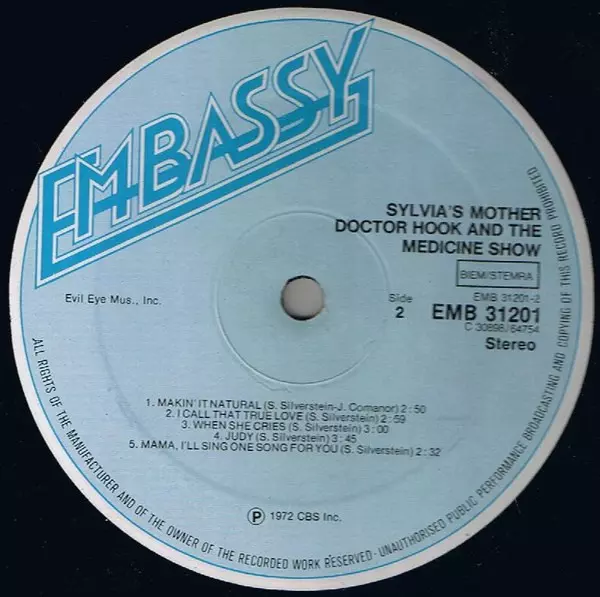 EMBASSY
SYLVIA'S MOTHER
DOCTOR HOOK AND THE
MEDICINE SHOW
BIEM/STEMRA
Evil Eye Mus., Inc.
Side
2
EMB 31201-2
EMB 31201
C 30898/64754
Stereo
1. MAKIN' IT NATURAL (S. Silverstein-J. Comanor) 2:50
2. I CALL THAT TRUE LOVE (S. Silverstein) 2:59
3. WHEN SHE CRIES (S. Silverstein) 3:00
4. JUDY (S. Silverstein) 3:45
5. MAMA, I'LL SING ONE SONG FOR YOU (S. Silverstein) 2:32
Ⓟ 1972 CBS Inc.
ALL RIGHTS OF THE MANUFACTURER AND OF THE OWNER OF THE RECORDED WORK RESERVED · UNAUTHORISED PUBLIC PERFORMANCE BROADCASTING AND COPYING OF THIS RECORD PROHIBITED